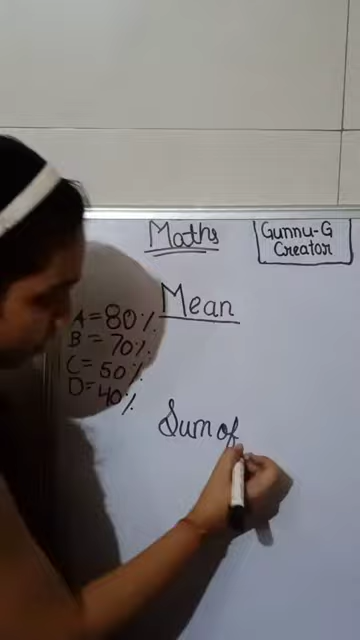 Maths
Gunnu-G
Creator
Mean
A = 80%
B = 70%
C = 50%
D = 40%
Sum of